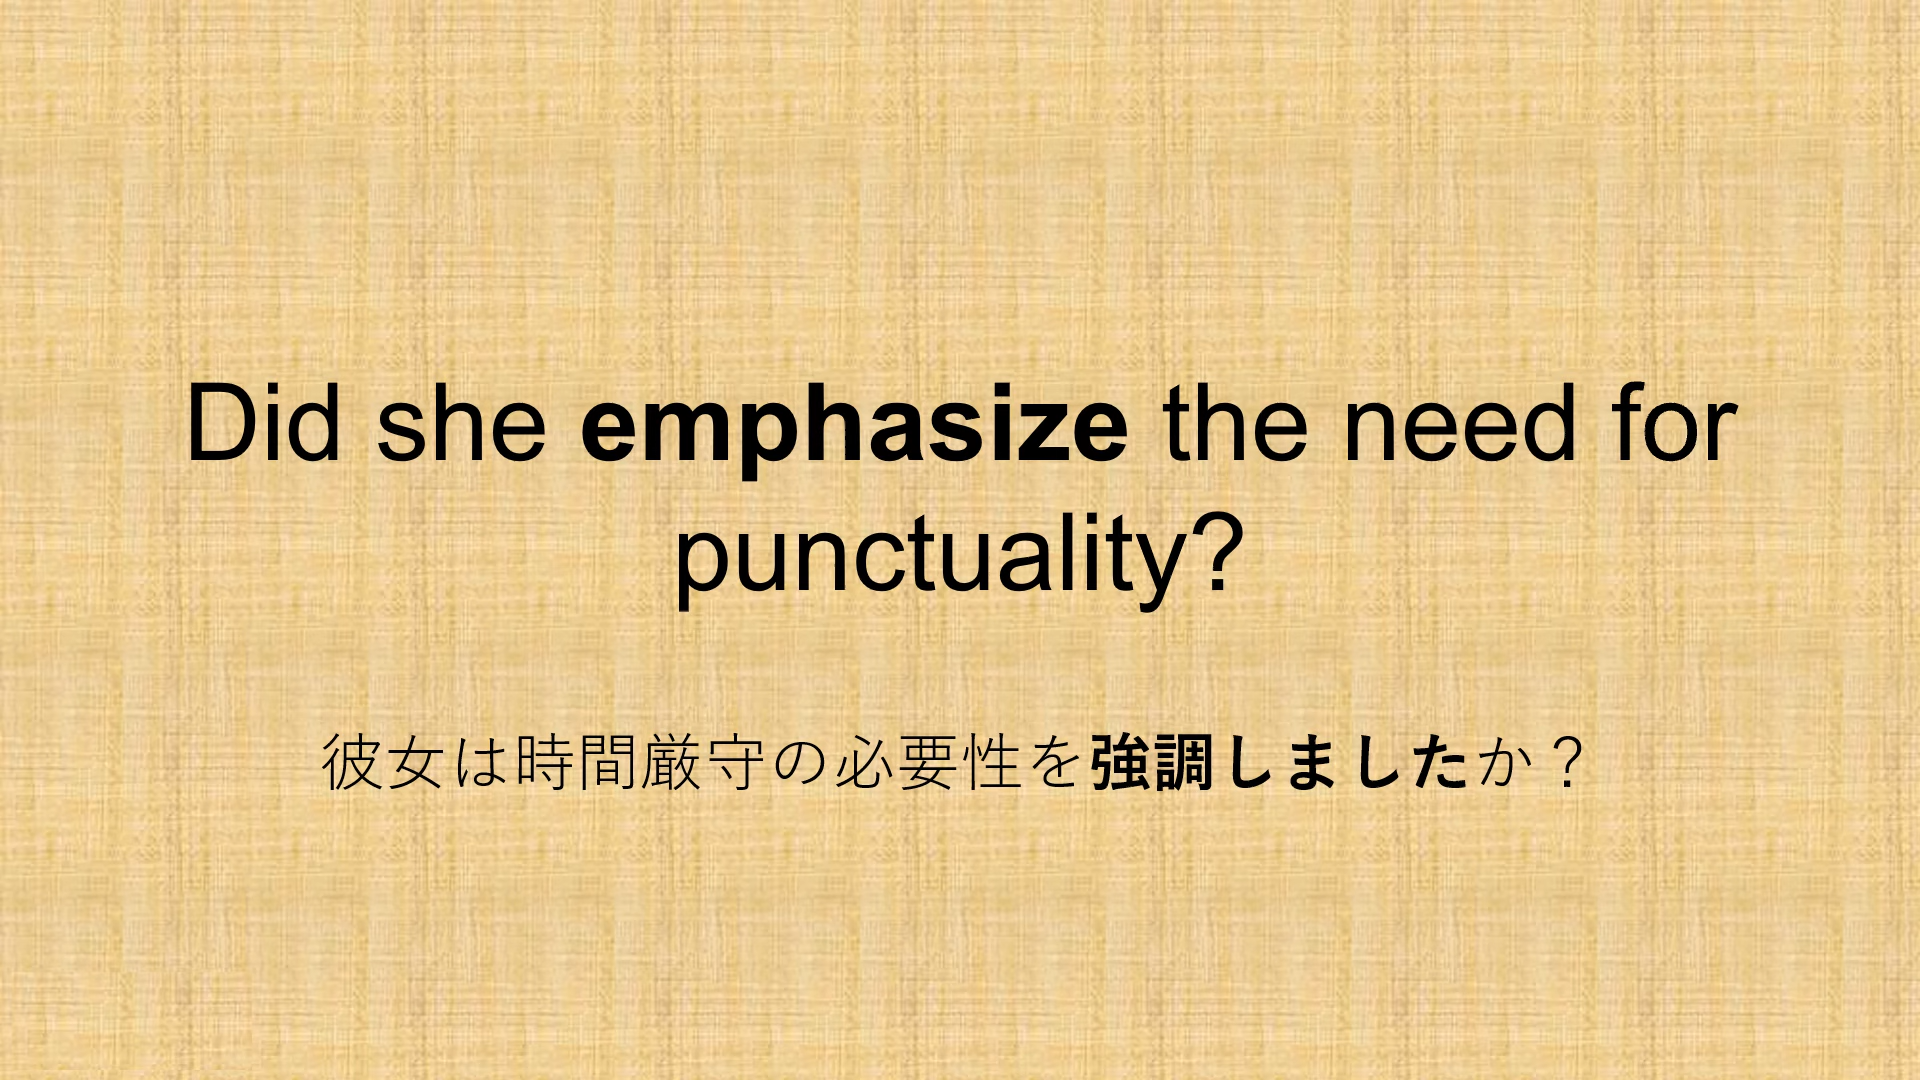 Did she emphasize the need for
punctuality?
彼女は時間厳守の必要性を強調しましたか？